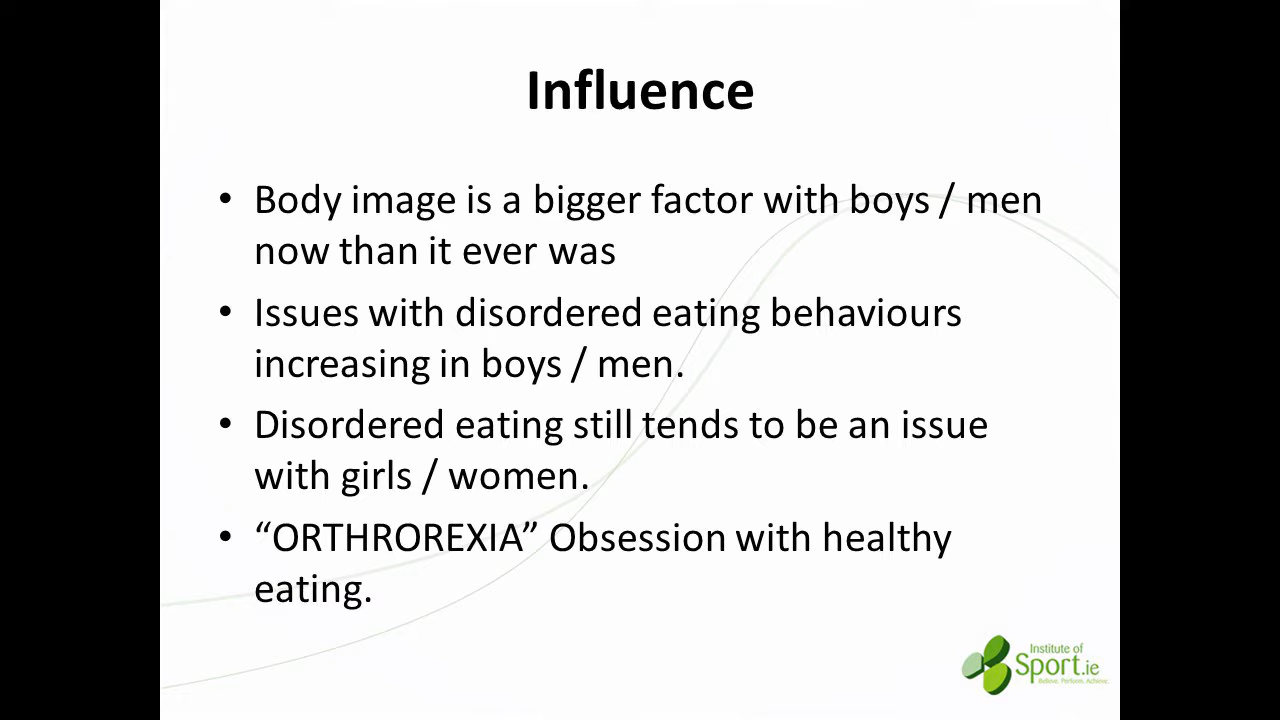 Influence
• Body image is a bigger factor with boys / men
now than it ever was
• Issues with disordered eating behaviours
increasing in boys / men.
• Disordered eating still tends to be an issue
with girls / women.
• “ORTHROREXIA” Obsession with healthy
eating.
Institute of
Sport.ie
Believe. Perform. Achieve.